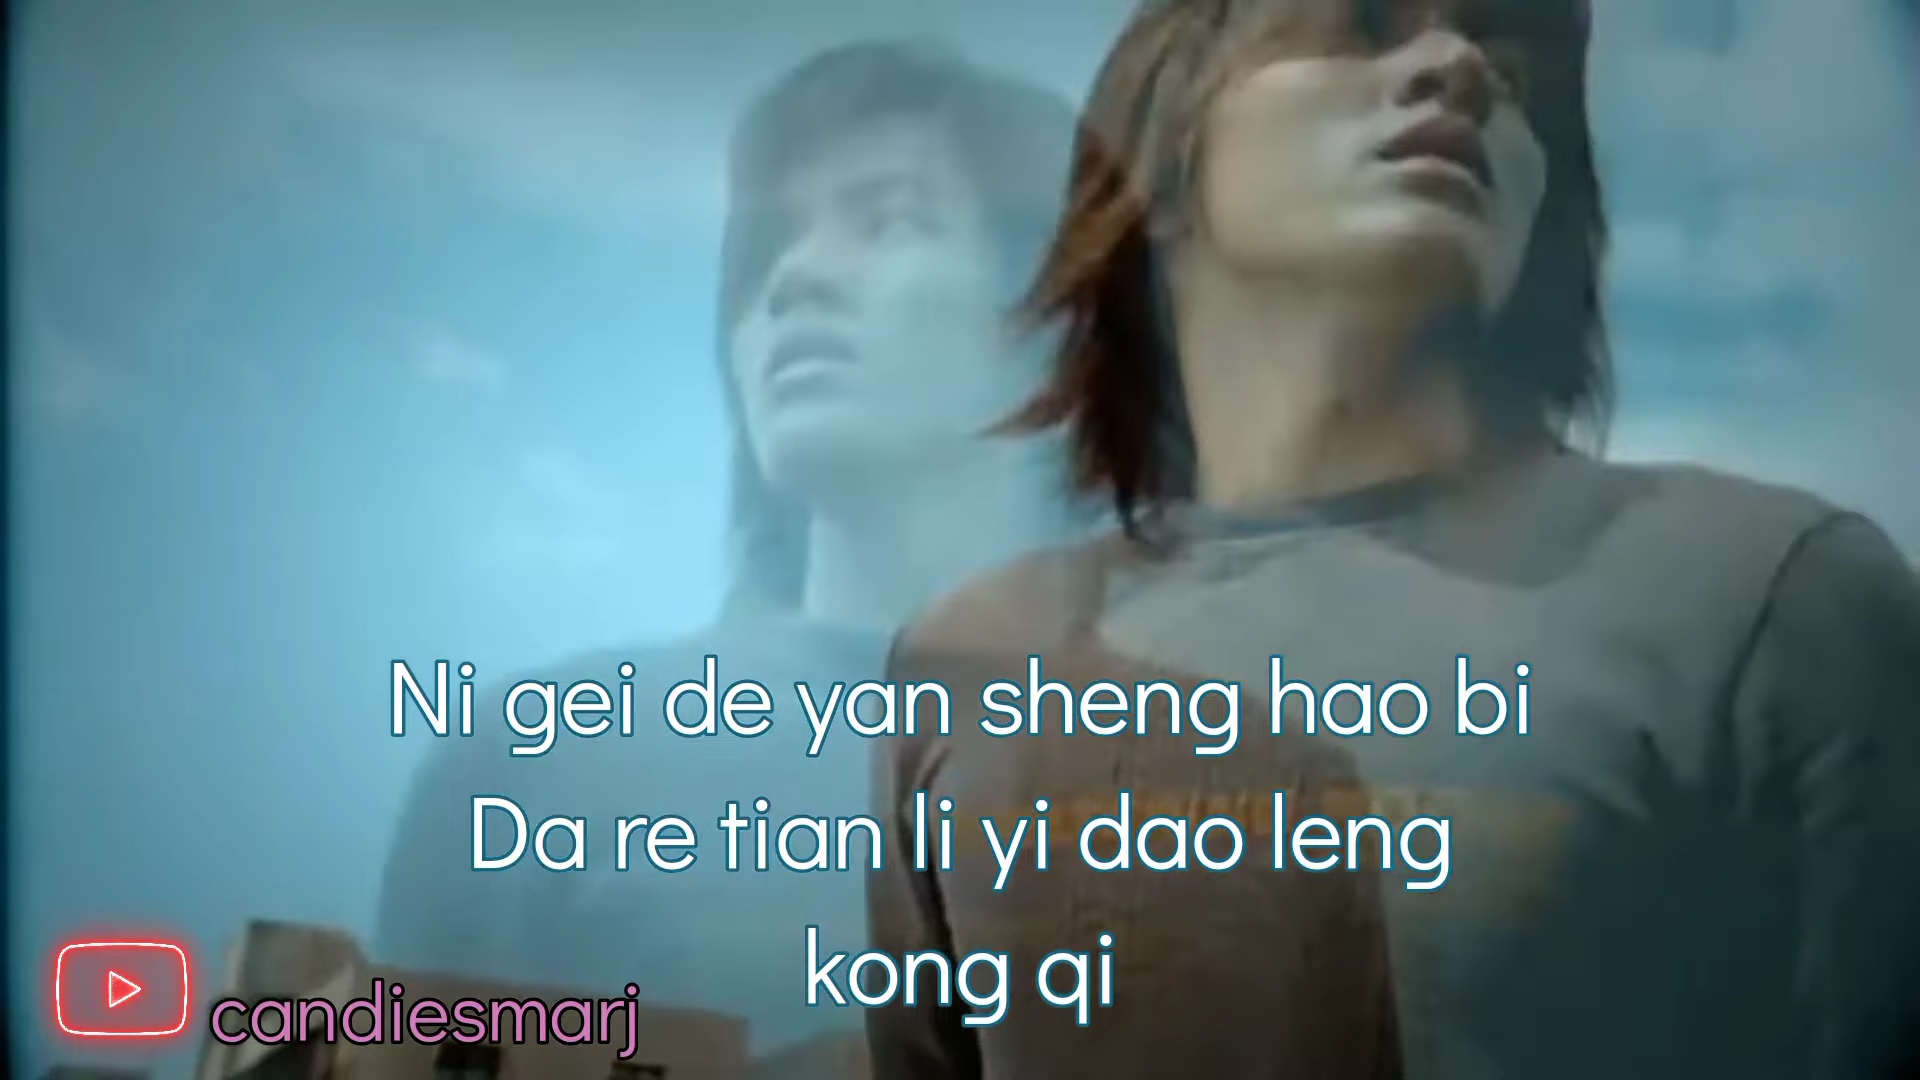 Ni gei de yan sheng hao bi
Da re tian li yi dao leng
kong qi
candiesmarj